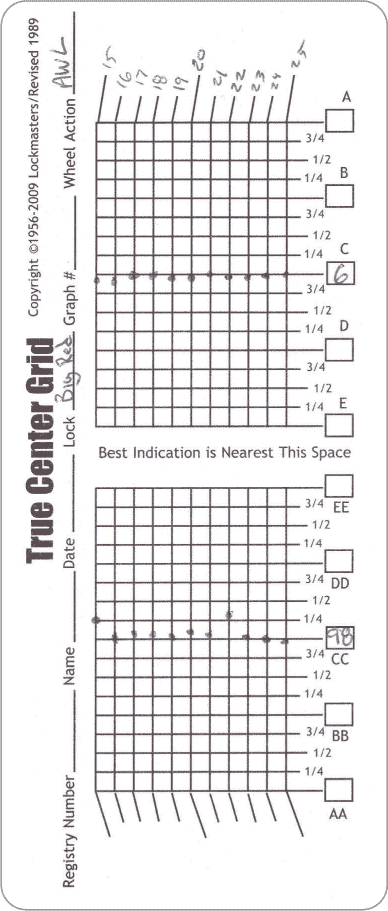 True Center Grid
Copyright ©1956-2009 Lockmasters/Revised 1989
Registry Number Name Date Lock Big Red Graph # Wheel Action AWL
15 16 17 18 19 20 21 22 23 24 25
A
3/4
1/2
1/4
B
3/4
1/2
1/4
C
6
3/4
1/2
1/4
D
3/4
1/2
1/4
E
Best Indication is Nearest This Space
3/4
EE
1/2
1/4
3/4
DD
1/2
1/4
98
3/4
CC
1/2
1/4
3/4
BB
1/2
1/4
AA